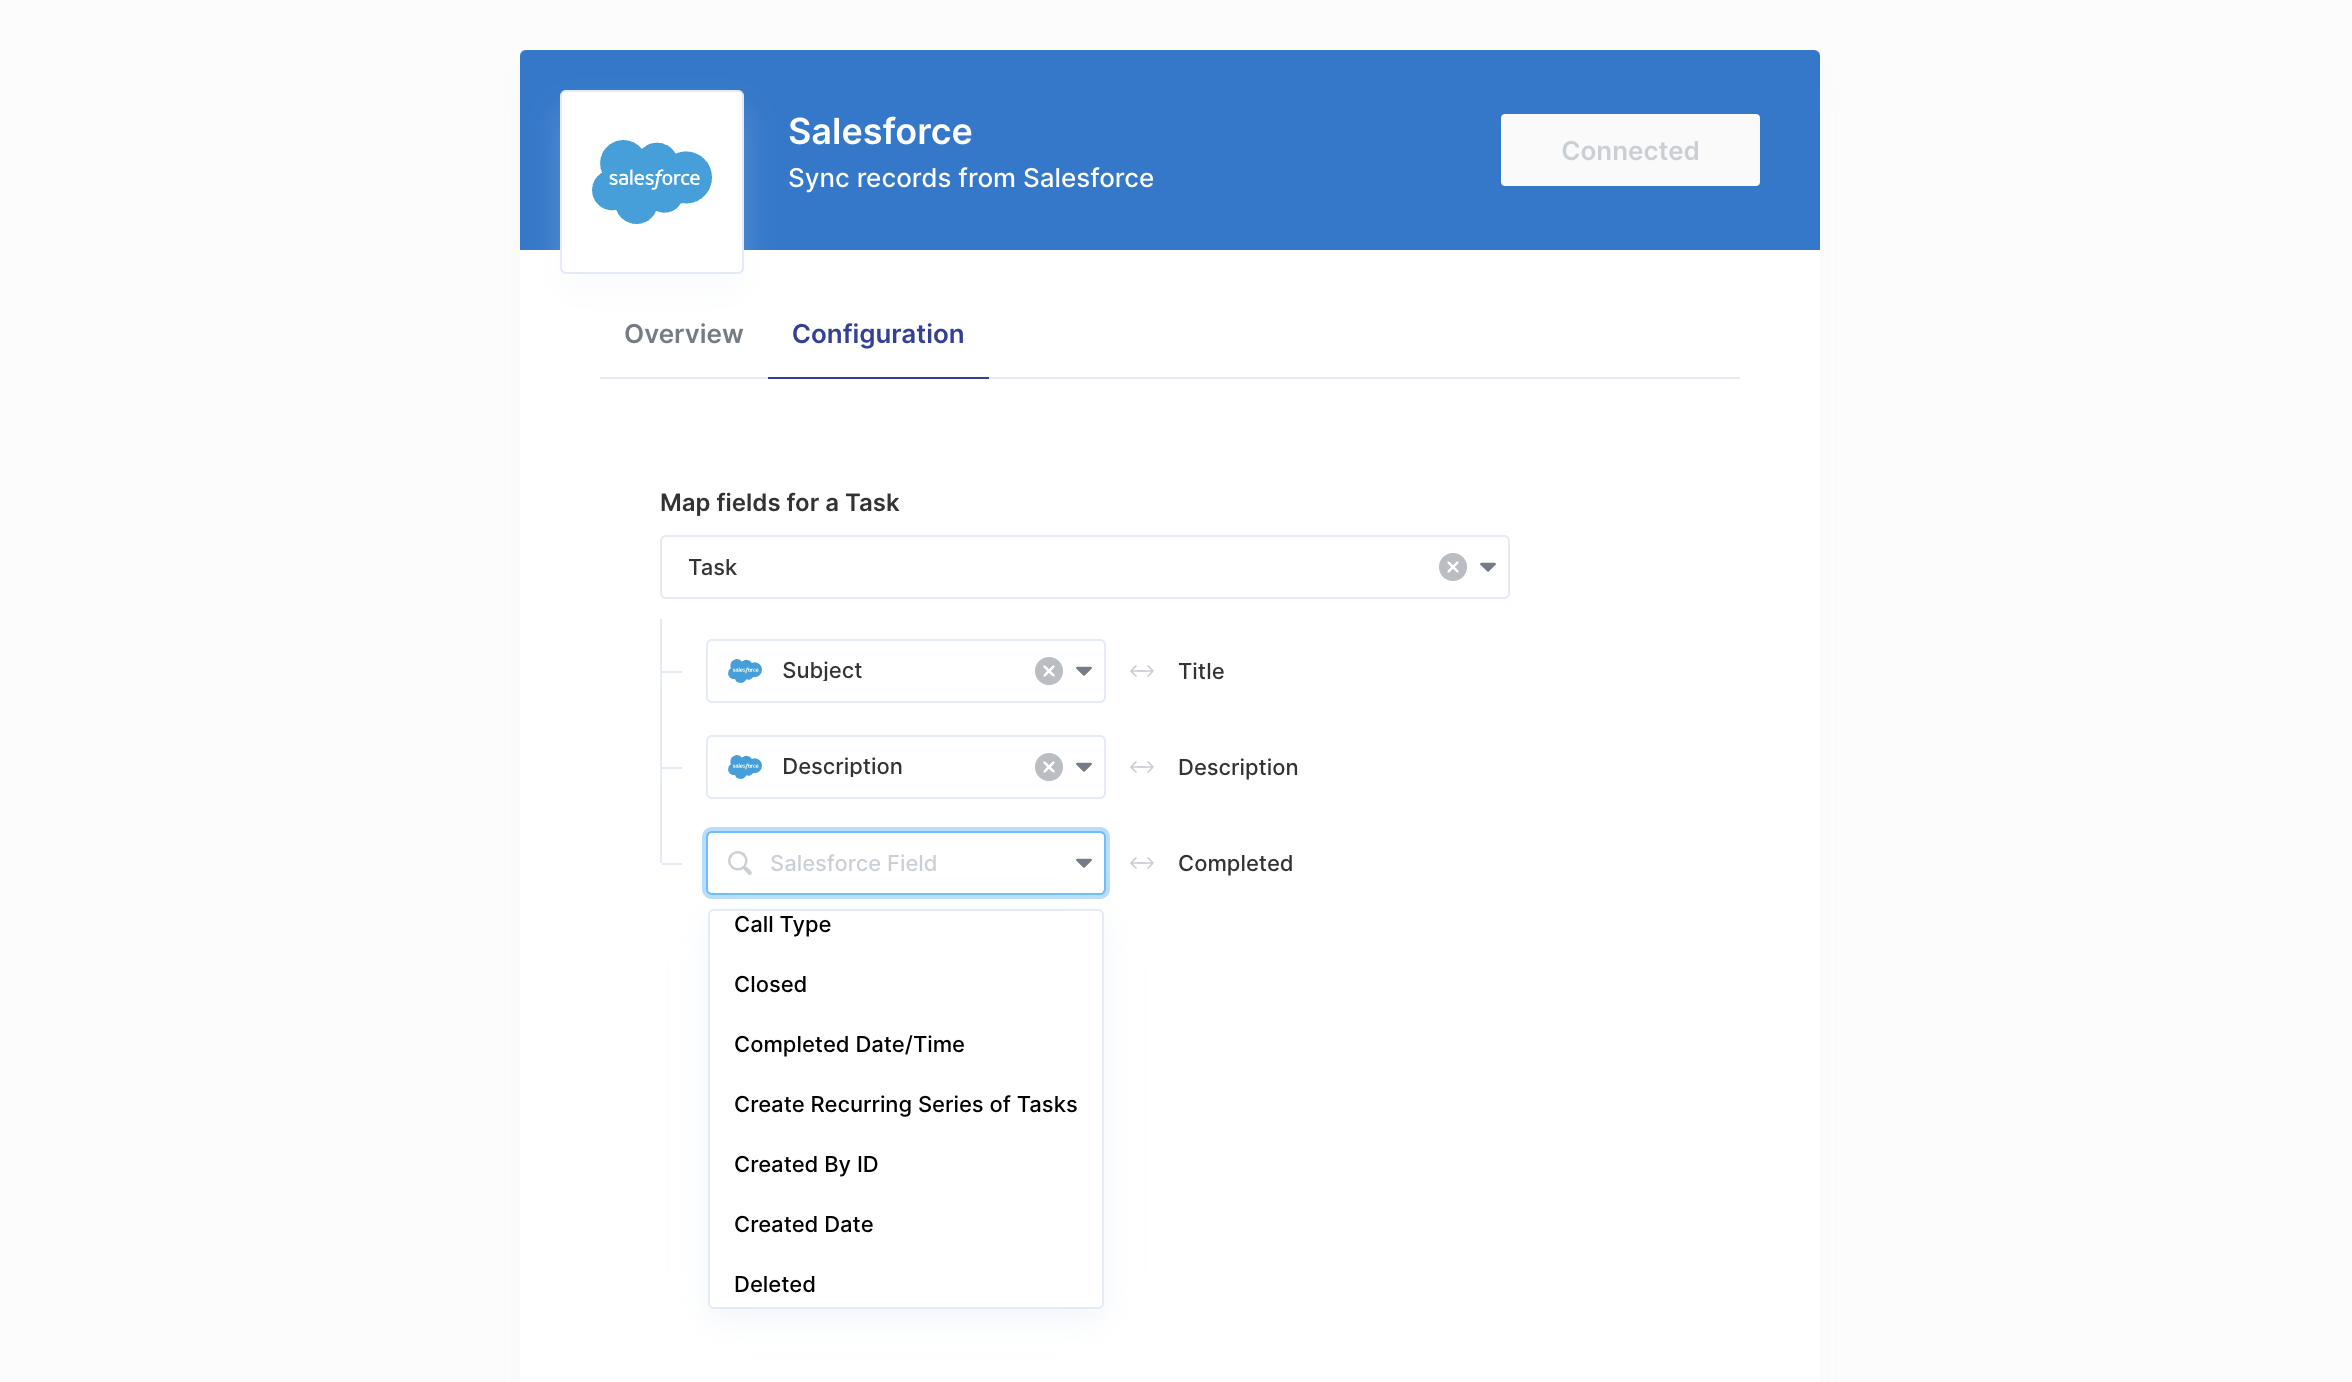 salesforce
Salesforce
Sync records from Salesforce
Connected
Overview
Configuration
Map fields for a Task
Task
salesforce
Subject
Title
salesforce
Description
Description
Salesforce Field
Completed
Call Type
Closed
Completed Date/Time
Create Recurring Series of Tasks
Created By ID
Created Date
Deleted